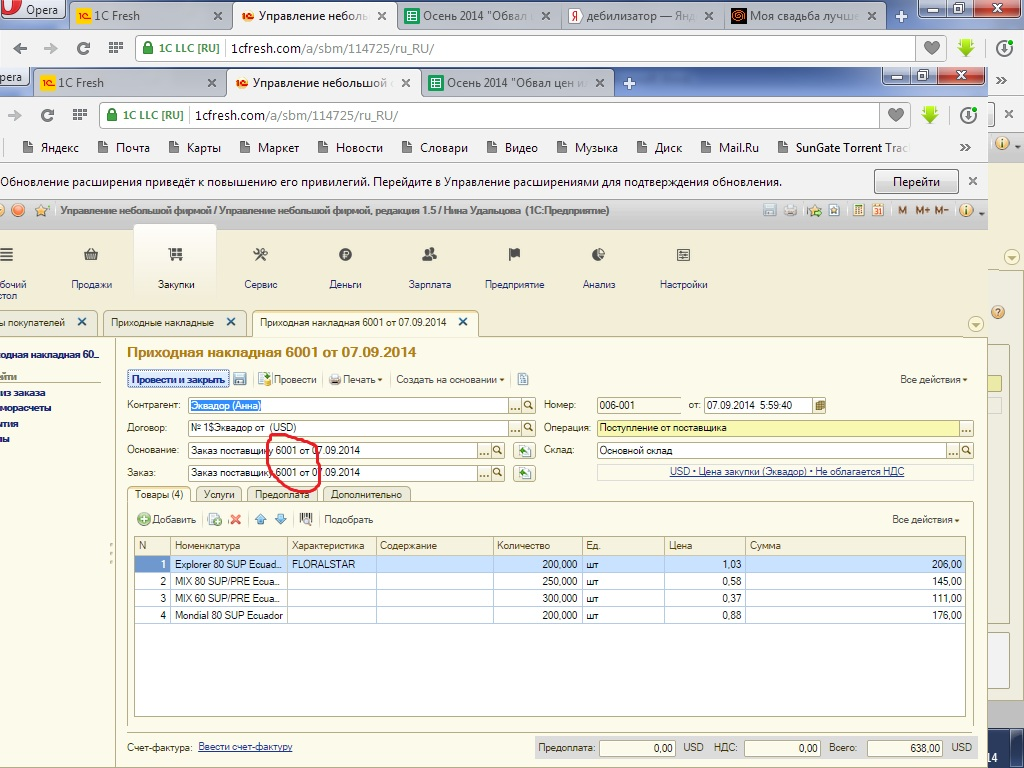 Opera
1C Fresh
Управление неболь
Осень 2014 "Обвал
дебилизатор — Янд
Моя свадьба лучше
1C LLC [RU] 1cfresh.com/a/sbm/114725/ru_RU/
pera
1C Fresh
Управление небольшой
Осень 2014 "Обвал цен
1C LLC [RU] 1cfresh.com/a/sbm/114725/ru_RU/
Яндекс Почта Карты Маркет Новости Словари Видео Музыка Диск Mail.Ru SunGate Torrent Trac
Обновление расширения приведёт к повышению его привилегий. Перейдите в Управление расширениями для подтверждения обновления.
Перейти
Управление небольшой фирмой / Управление небольшой фирмой, редакция 1.5 / Нина Удальцова (1С:Предприятие)
M M+ M-
бочий стол
Продажи Закупки Сервис Деньги Зарплата Предприятие Анализ Настройки
ы покупателей
Приходные накладные
Приходная накладная 6001 от 07.09.2014
одная накладная 60...
ейти
из заказа
морасчеты
ытия
лы
Приходная накладная 6001 от 07.09.2014
Провести и закрыть Провести Печать Создать на основании Все действия
Контрагент: Эквадор (Анна) Номер: 006-001 от: 07.09.2014 5:59:40
Договор: № 1$Эквадор от (USD) Операция: Поступление от поставщика
Основание: Заказ поставщику 6001 от 07.09.2014 Склад: Основной склад
Заказ: Заказ поставщику 6001 от 07.09.2014 USD • Цена закупки (Эквадор) • Не облагается НДС
Товары (4) Услуги Предоплата Дополнительно
Добавить Подобрать Все действия
N Номенклатура Характеристика Содержание Количество Ед. Цена Сумма
1 Explorer 80 SUP Ecuad... FLORALSTAR 200,000 шт 1,03 206,00
2 MIX 80 SUP/PRE Ecua... 250,000 шт 0,58 145,00
3 MIX 60 SUP/PRE Ecua... 300,000 шт 0,37 111,00
4 Mondial 80 SUP Ecuador 200,000 шт 0,88 176,00
Счет-фактура: Ввести счет-фактуру Предоплата: 0,00 USD НДС: 0,00 Всего: 638,00 USD
14